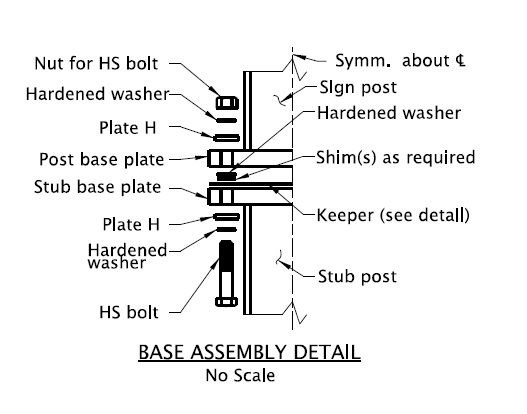 Nut for HS bolt
Hardened washer
Plate H
Post base plate
Stub base plate
Plate H
Hardened
washer
HS bolt
Symm. about ℄
SIgn post
Hardened washer
Shim(s) as required
Keeper (see detail)
Stub post
BASE ASSEMBLY DETAIL
No Scale